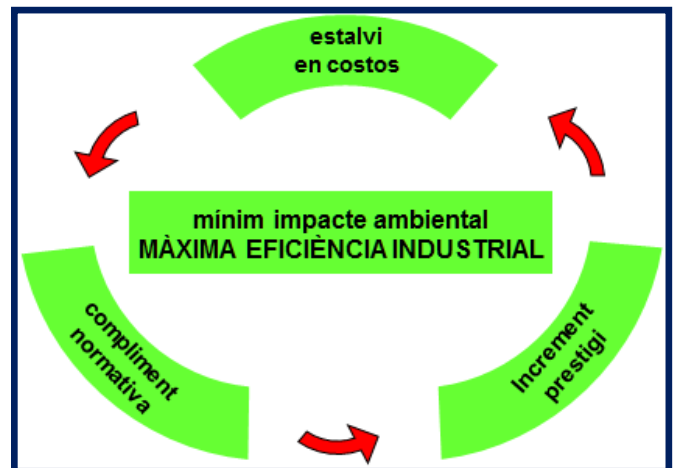 estalvi
en costos
mínim impacte ambiental
MÀXIMA EFICIÈNCIA INDUSTRIAL
compliment
normativa
Increment
prestigi